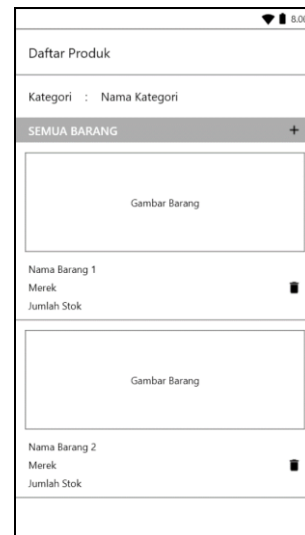 8.00
Daftar Produk
Kategori : Nama Kategori
SEMUA BARANG +
Gambar Barang
Nama Barang 1
Merek
Jumlah Stok
Gambar Barang
Nama Barang 2
Merek
Jumlah Stok